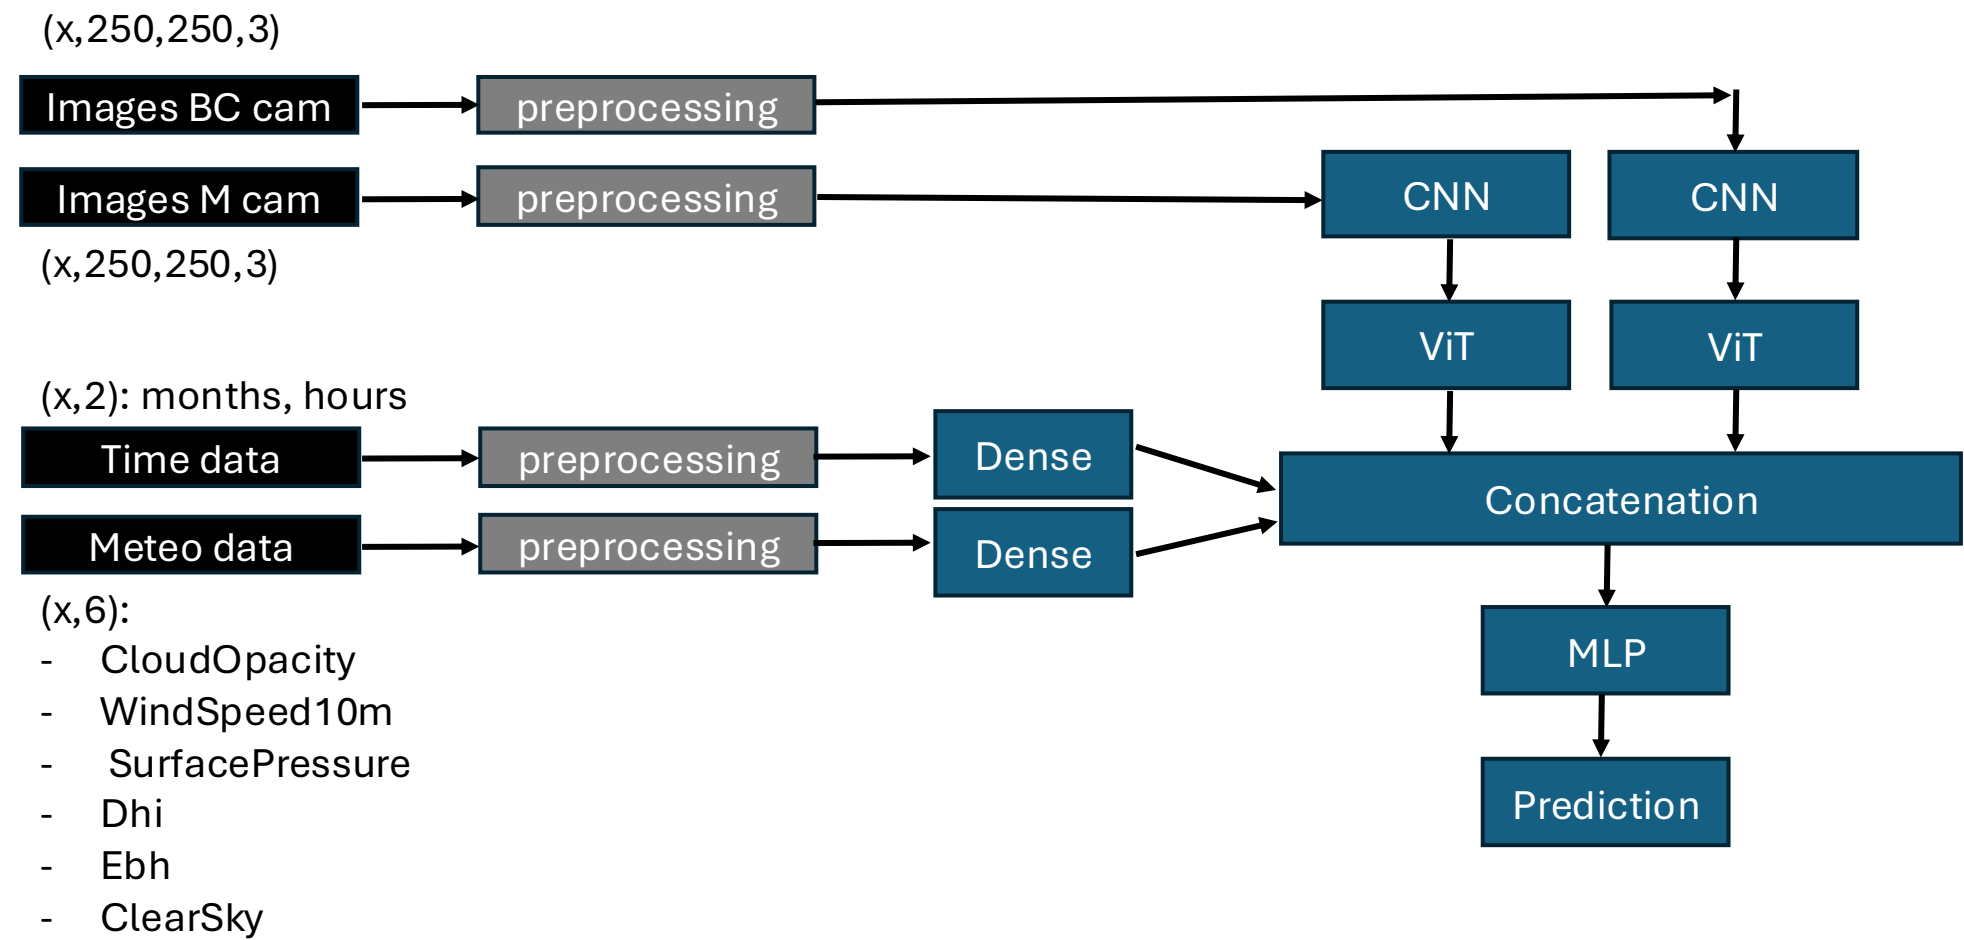 (x,250,250,3)
Images BC cam
preprocessing
Images M cam
preprocessing
CNN
CNN
(x,250,250,3)
ViT
ViT
(x,2): months, hours
Time data
preprocessing
Dense
Concatenation
Meteo data
preprocessing
Dense
(x,6):
- CloudOpacity
- WindSpeed10m
- SurfacePressure
- Dhi
- Ebh
- ClearSky
MLP
Prediction